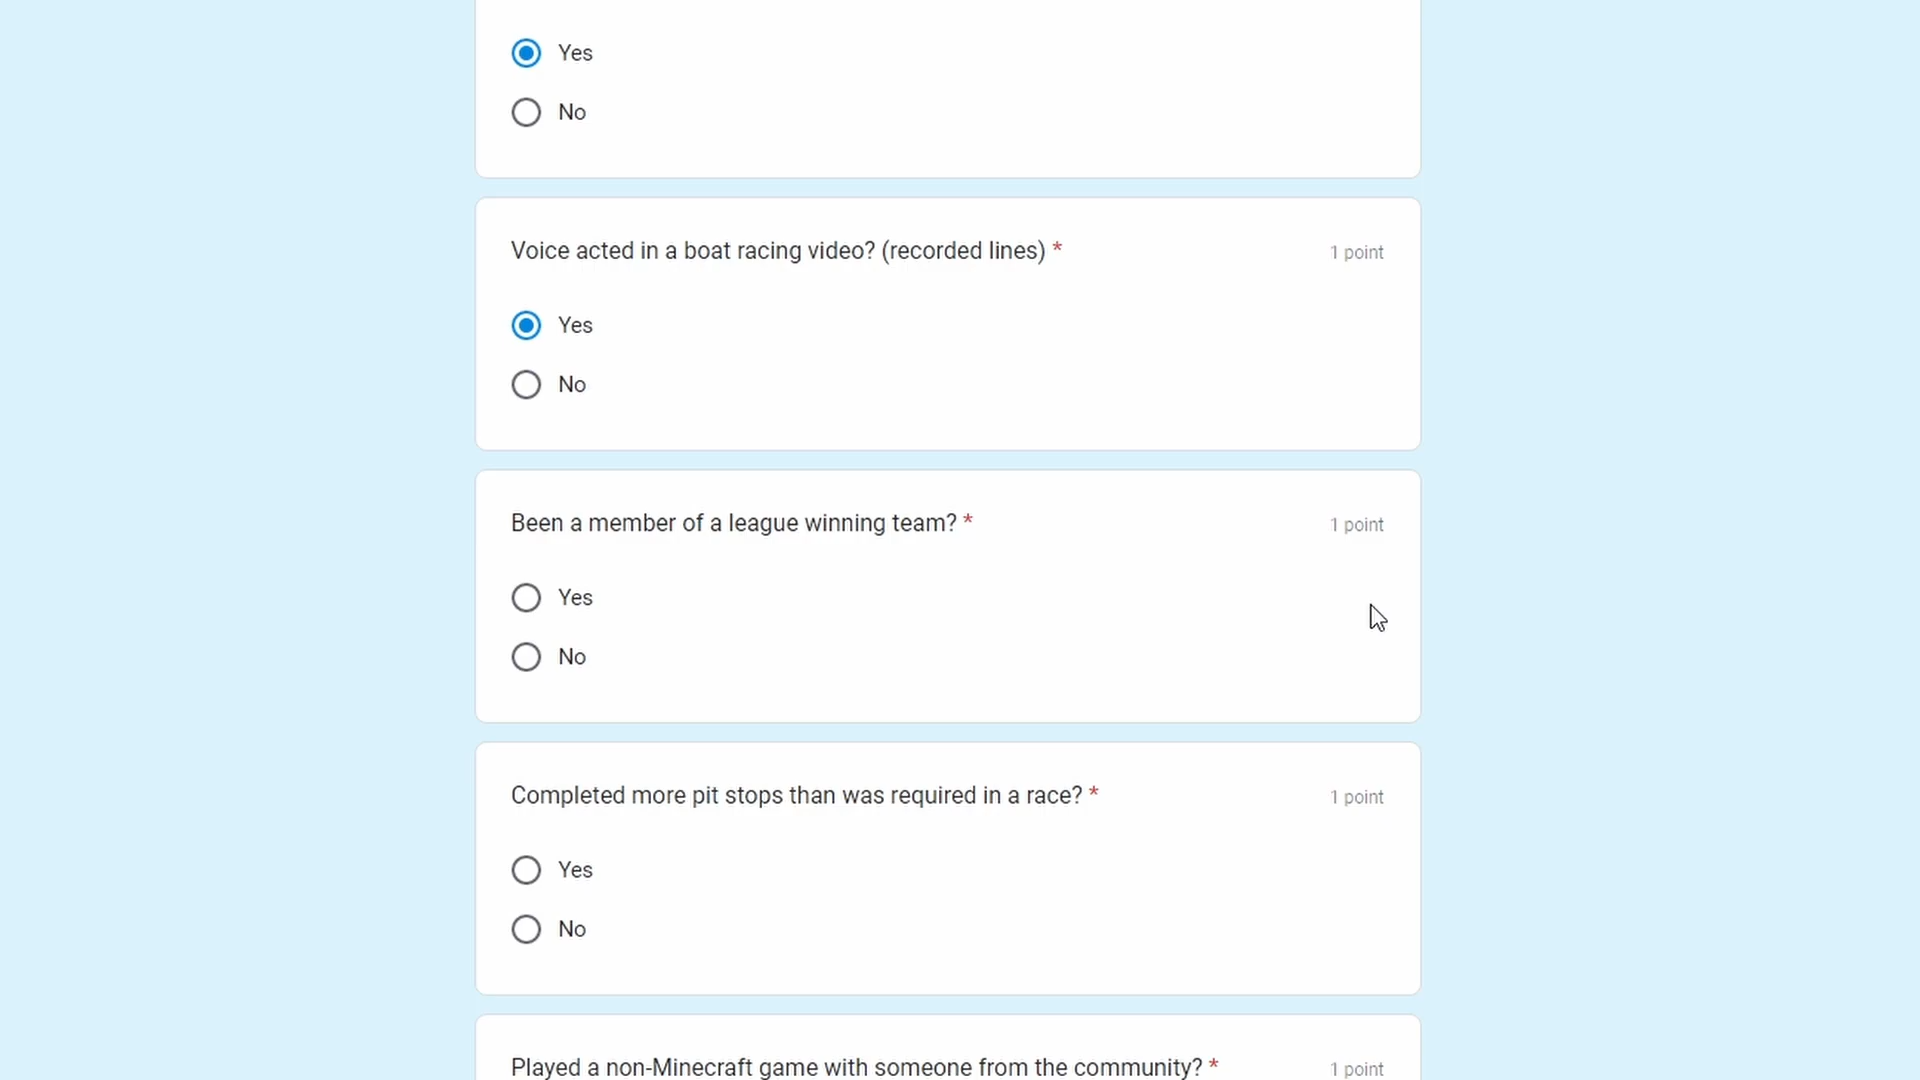 Yes
No
Voice acted in a boat racing video? (recorded lines) *
1 point
Yes
No
Been a member of a league winning team? *
1 point
Yes
No
Completed more pit stops than was required in a race? *
1 point
Yes
No
Played a non-Minecraft game with someone from the community? *
1 point